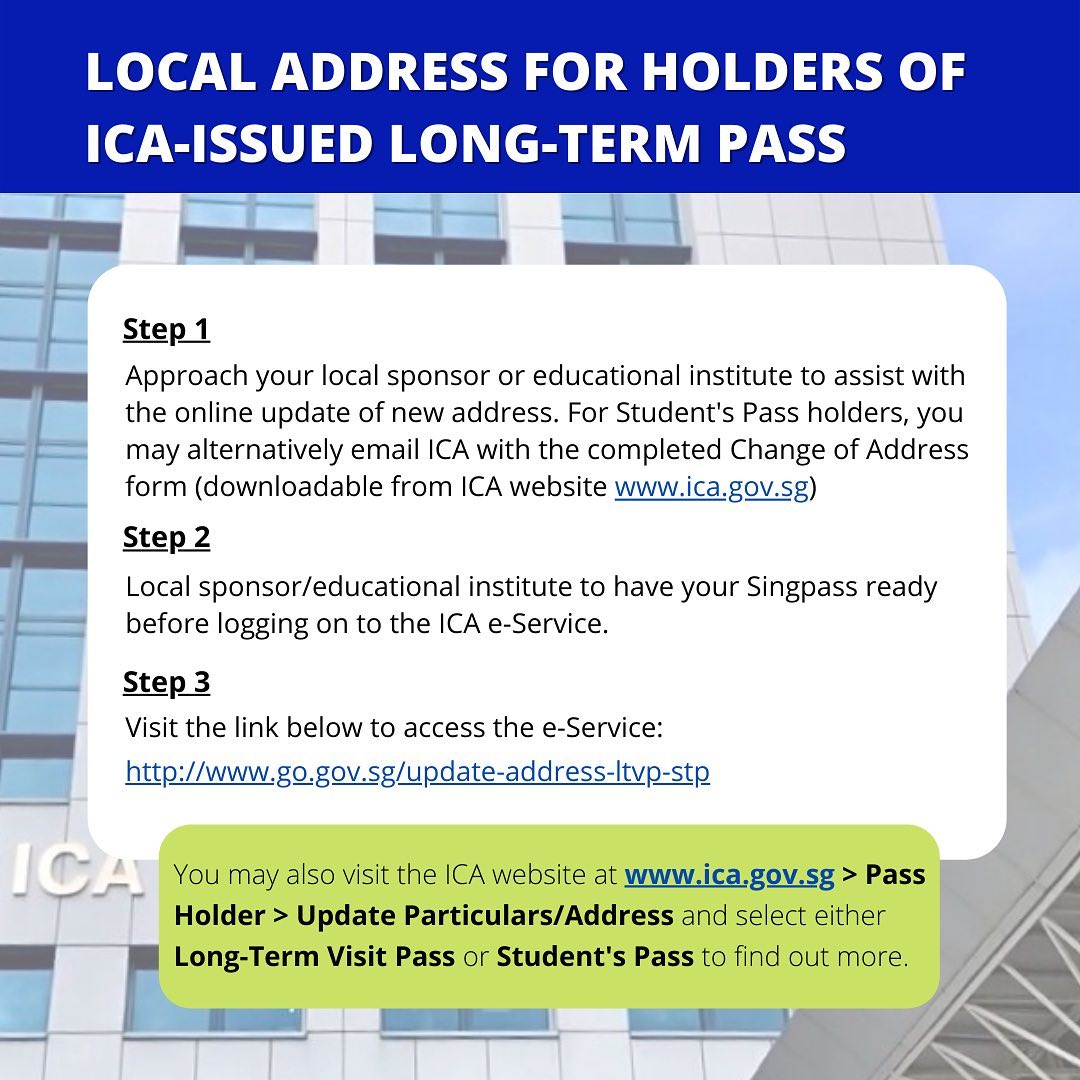 LOCAL ADDRESS FOR HOLDERS OF
ICA-ISSUED LONG-TERM PASS
Step 1
Approach your local sponsor or educational institute to assist with
the online update of new address. For Student's Pass holders, you
may alternatively email ICA with the completed Change of Address
form (downloadable from ICA website www.ica.gov.sg)
Step 2
Local sponsor/educational institute to have your Singpass ready
before logging on to the ICA e-Service.
Step 3
Visit the link below to access the e-Service:
http://www.go.gov.sg/update-address-ltvp-stp
ICA
You may also visit the ICA website at www.ica.gov.sg > Pass
Holder > Update Particulars/Address and select either
Long-Term Visit Pass or Student's Pass to find out more.